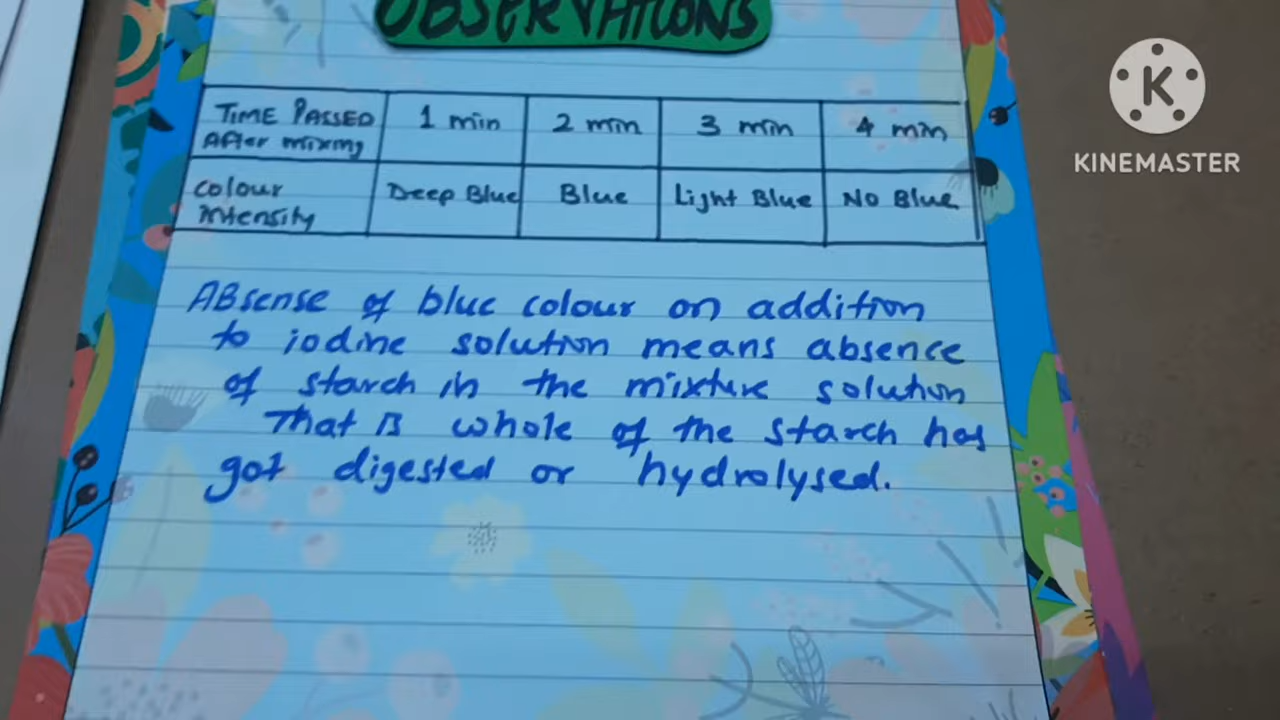 OBSERVATIONS
TIME PASSED After mixing 1 min 2 min 3 min 4 min
Colour intensity Deep Blue Blue Light Blue No Blue
ABsense of blue colour on addition
to iodine solution means absence
of starch in the mixture solution
That is whole of the starch has
got digested or hydrolysed.
K
KINEMASTER